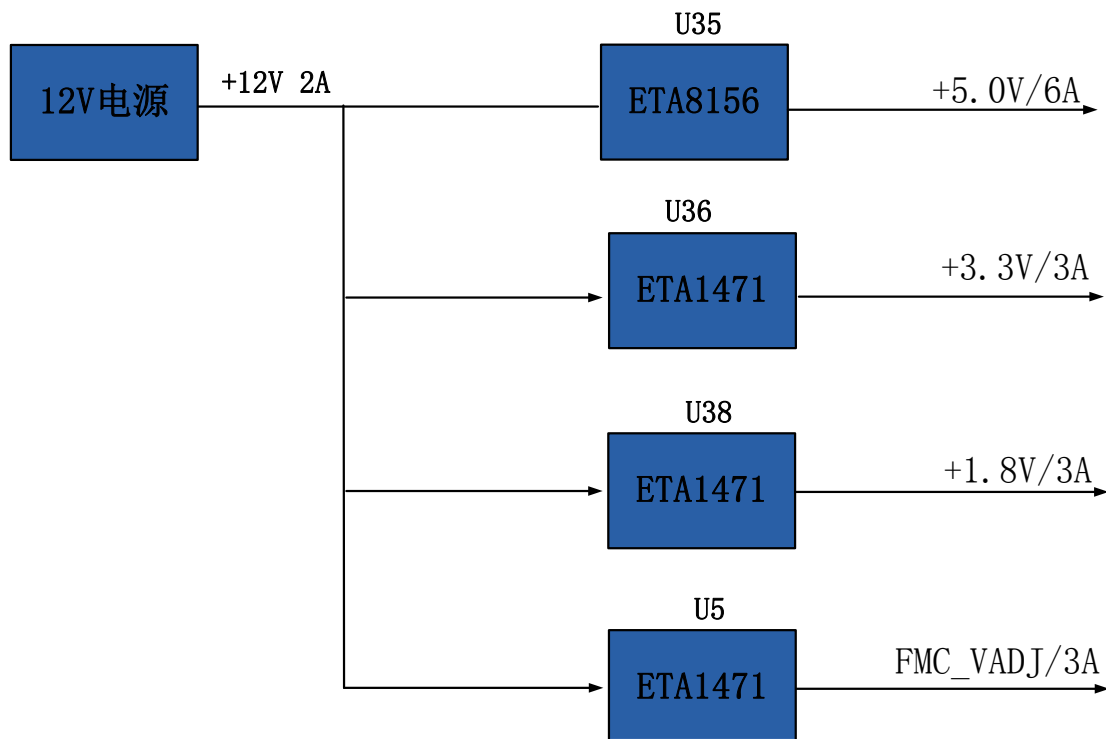 U35
12V电源
+12V 2A
ETA8156
+5.0V/6A
U36
ETA1471
+3.3V/3A
U38
ETA1471
+1.8V/3A
U5
ETA1471
FMC_VADJ/3A